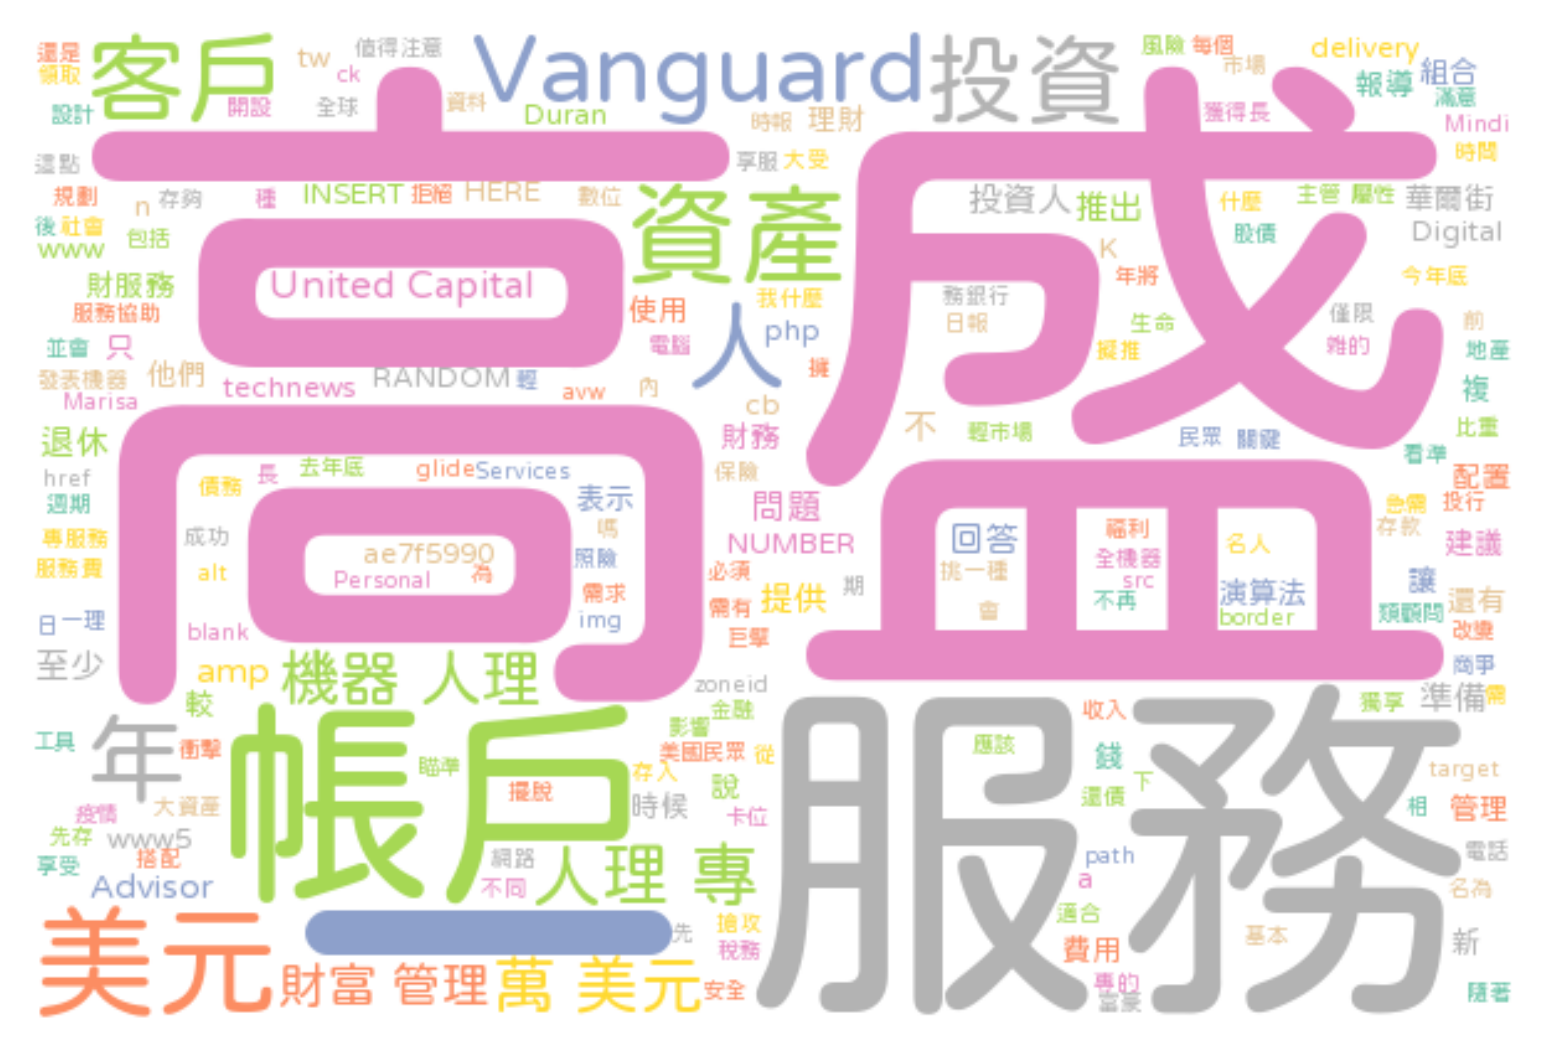 還是
領取
客戶
tw
值得注意
ck
Vanguard
投資
風險
每個
市場
delivery
報導
組合
滿意
設計
開設
全球
資料
Duran
時報
理財
獲得長
Mindi
時間
這點
高盛
享服
大受
規劃
n
存夠
種
INSERT
拒絕
HERE
數位
資產
投資人
推出
什麼
主管
屬性
華爾街
後
社會
www
包括
股價
Digital
財服務
服務協助
United Capital
使用
我什麼
K
年將
今年底
並會
只
電腦
人
php
務銀行
日報
生命
擬推
僅限
雜的
前
地產
發表機器
他們
technews
RANDOM
輕
avw
內
擁
cb
複
Marisa
退休
財務
不
輕市場
民眾
關鍵
比重
看準
href
債務
長
去年底
glide
Services
保險
配置
週期
表示
問題
急需
投行
專服務
成功
嗎
NUMBER
回答
福利
名人
存款
建議
服務費
alt
ae7f5990
Personal
為
照險
必須
挑一種
全機器
src
讓
日一理
需求
需有
提供
期
會
不再
演算法
border
類顧問
還有
改變
blank
img
巨擘
至少
amp
機器 人理
zoneid
商爭
較
準備
需
獨享
工具
年
衝擊
帳戶
金融
影響
美國民眾
從
服務
收入
應該
錢
下
target
瞄準
存入
擺脫
說
還價
疫情
大資產
時候
卡位
相
管理
先存
www5
搭配
享受
網路
不同
人理 專
path
a
電話
名為
Advisor
一
先
搶攻
稅務
適合
費用
基本
新
美元
財富 管理
萬 美元
安全
專的
富豪
隨著